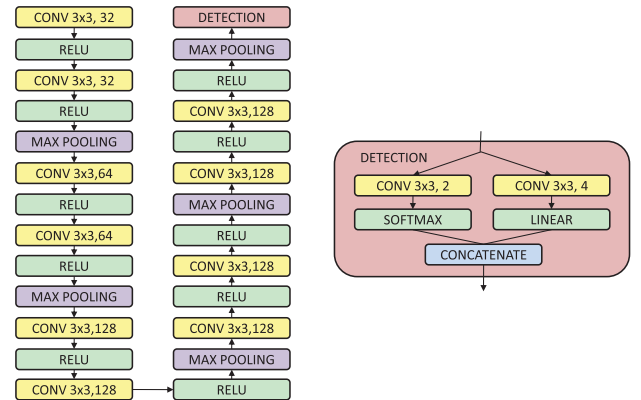 CONV 3x3, 32
RELU
CONV 3x3, 32
RELU
MAX POOLING
CONV 3x3,64
RELU
CONV 3x3,64
RELU
MAX POOLING
CONV 3x3,128
RELU
CONV 3x3,128
RELU
MAX POOLING
CONV 3x3,128
RELU
CONV 3x3,128
RELU
MAX POOLING
CONV 3x3,128
RELU
CONV 3x3,128
RELU
MAX POOLING
DETECTION
DETECTION
CONV 3x3, 2
CONV 3x3, 4
SOFTMAX
LINEAR
CONCATENATE